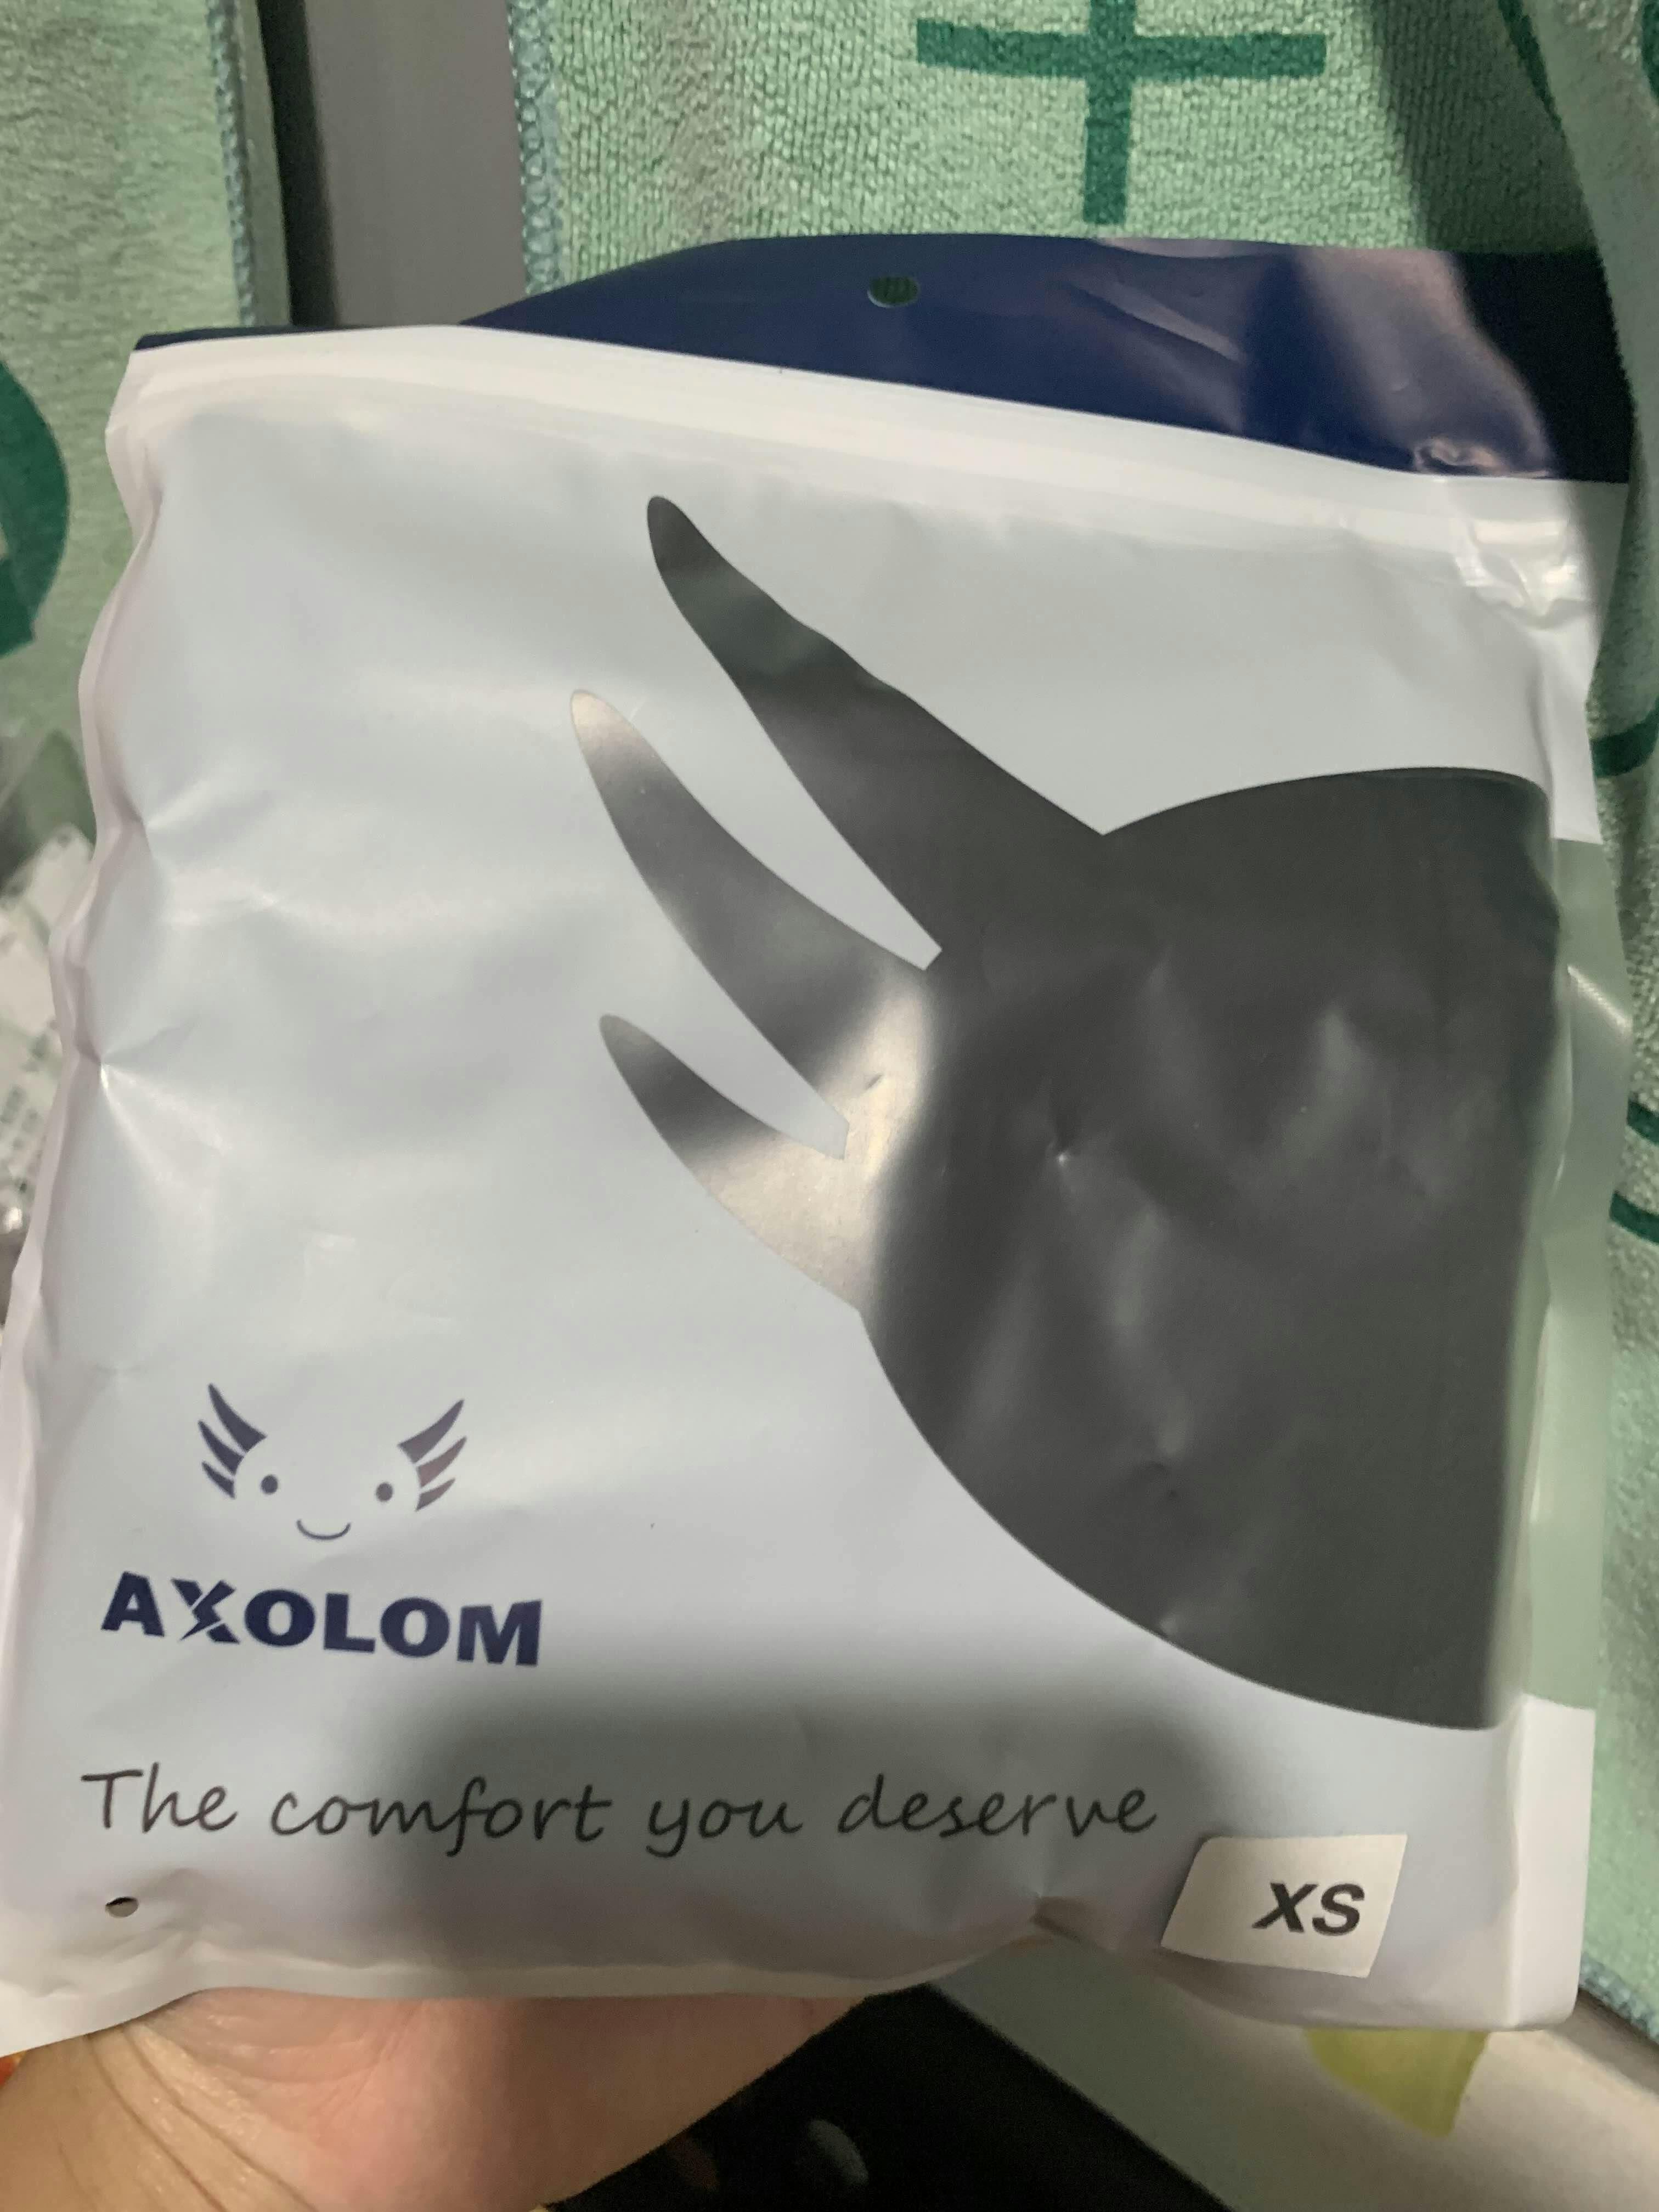 AXOLOM
The comfort you deserve
XS